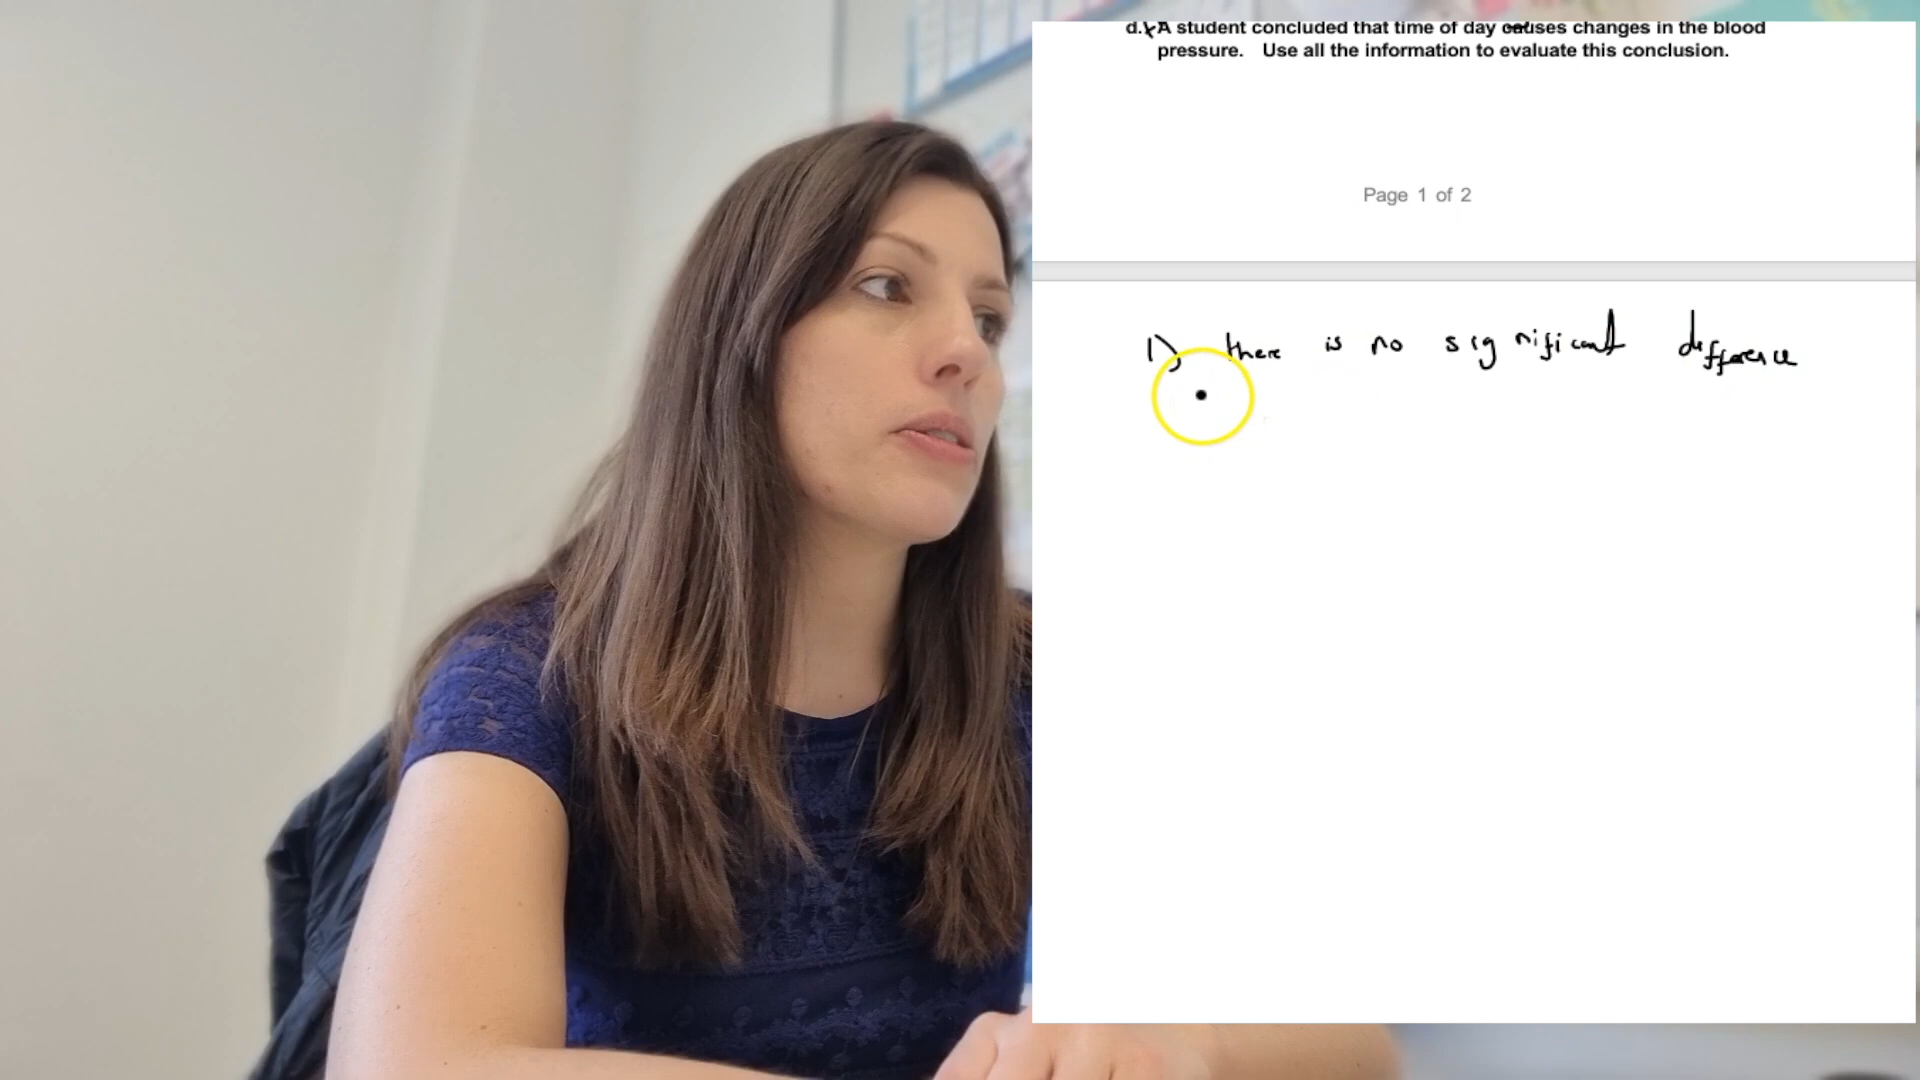 d. A student concluded that time of day causes changes in the blood
pressure. Use all the information to evaluate this conclusion.
Page 1 of 2
1) there is no significant difference